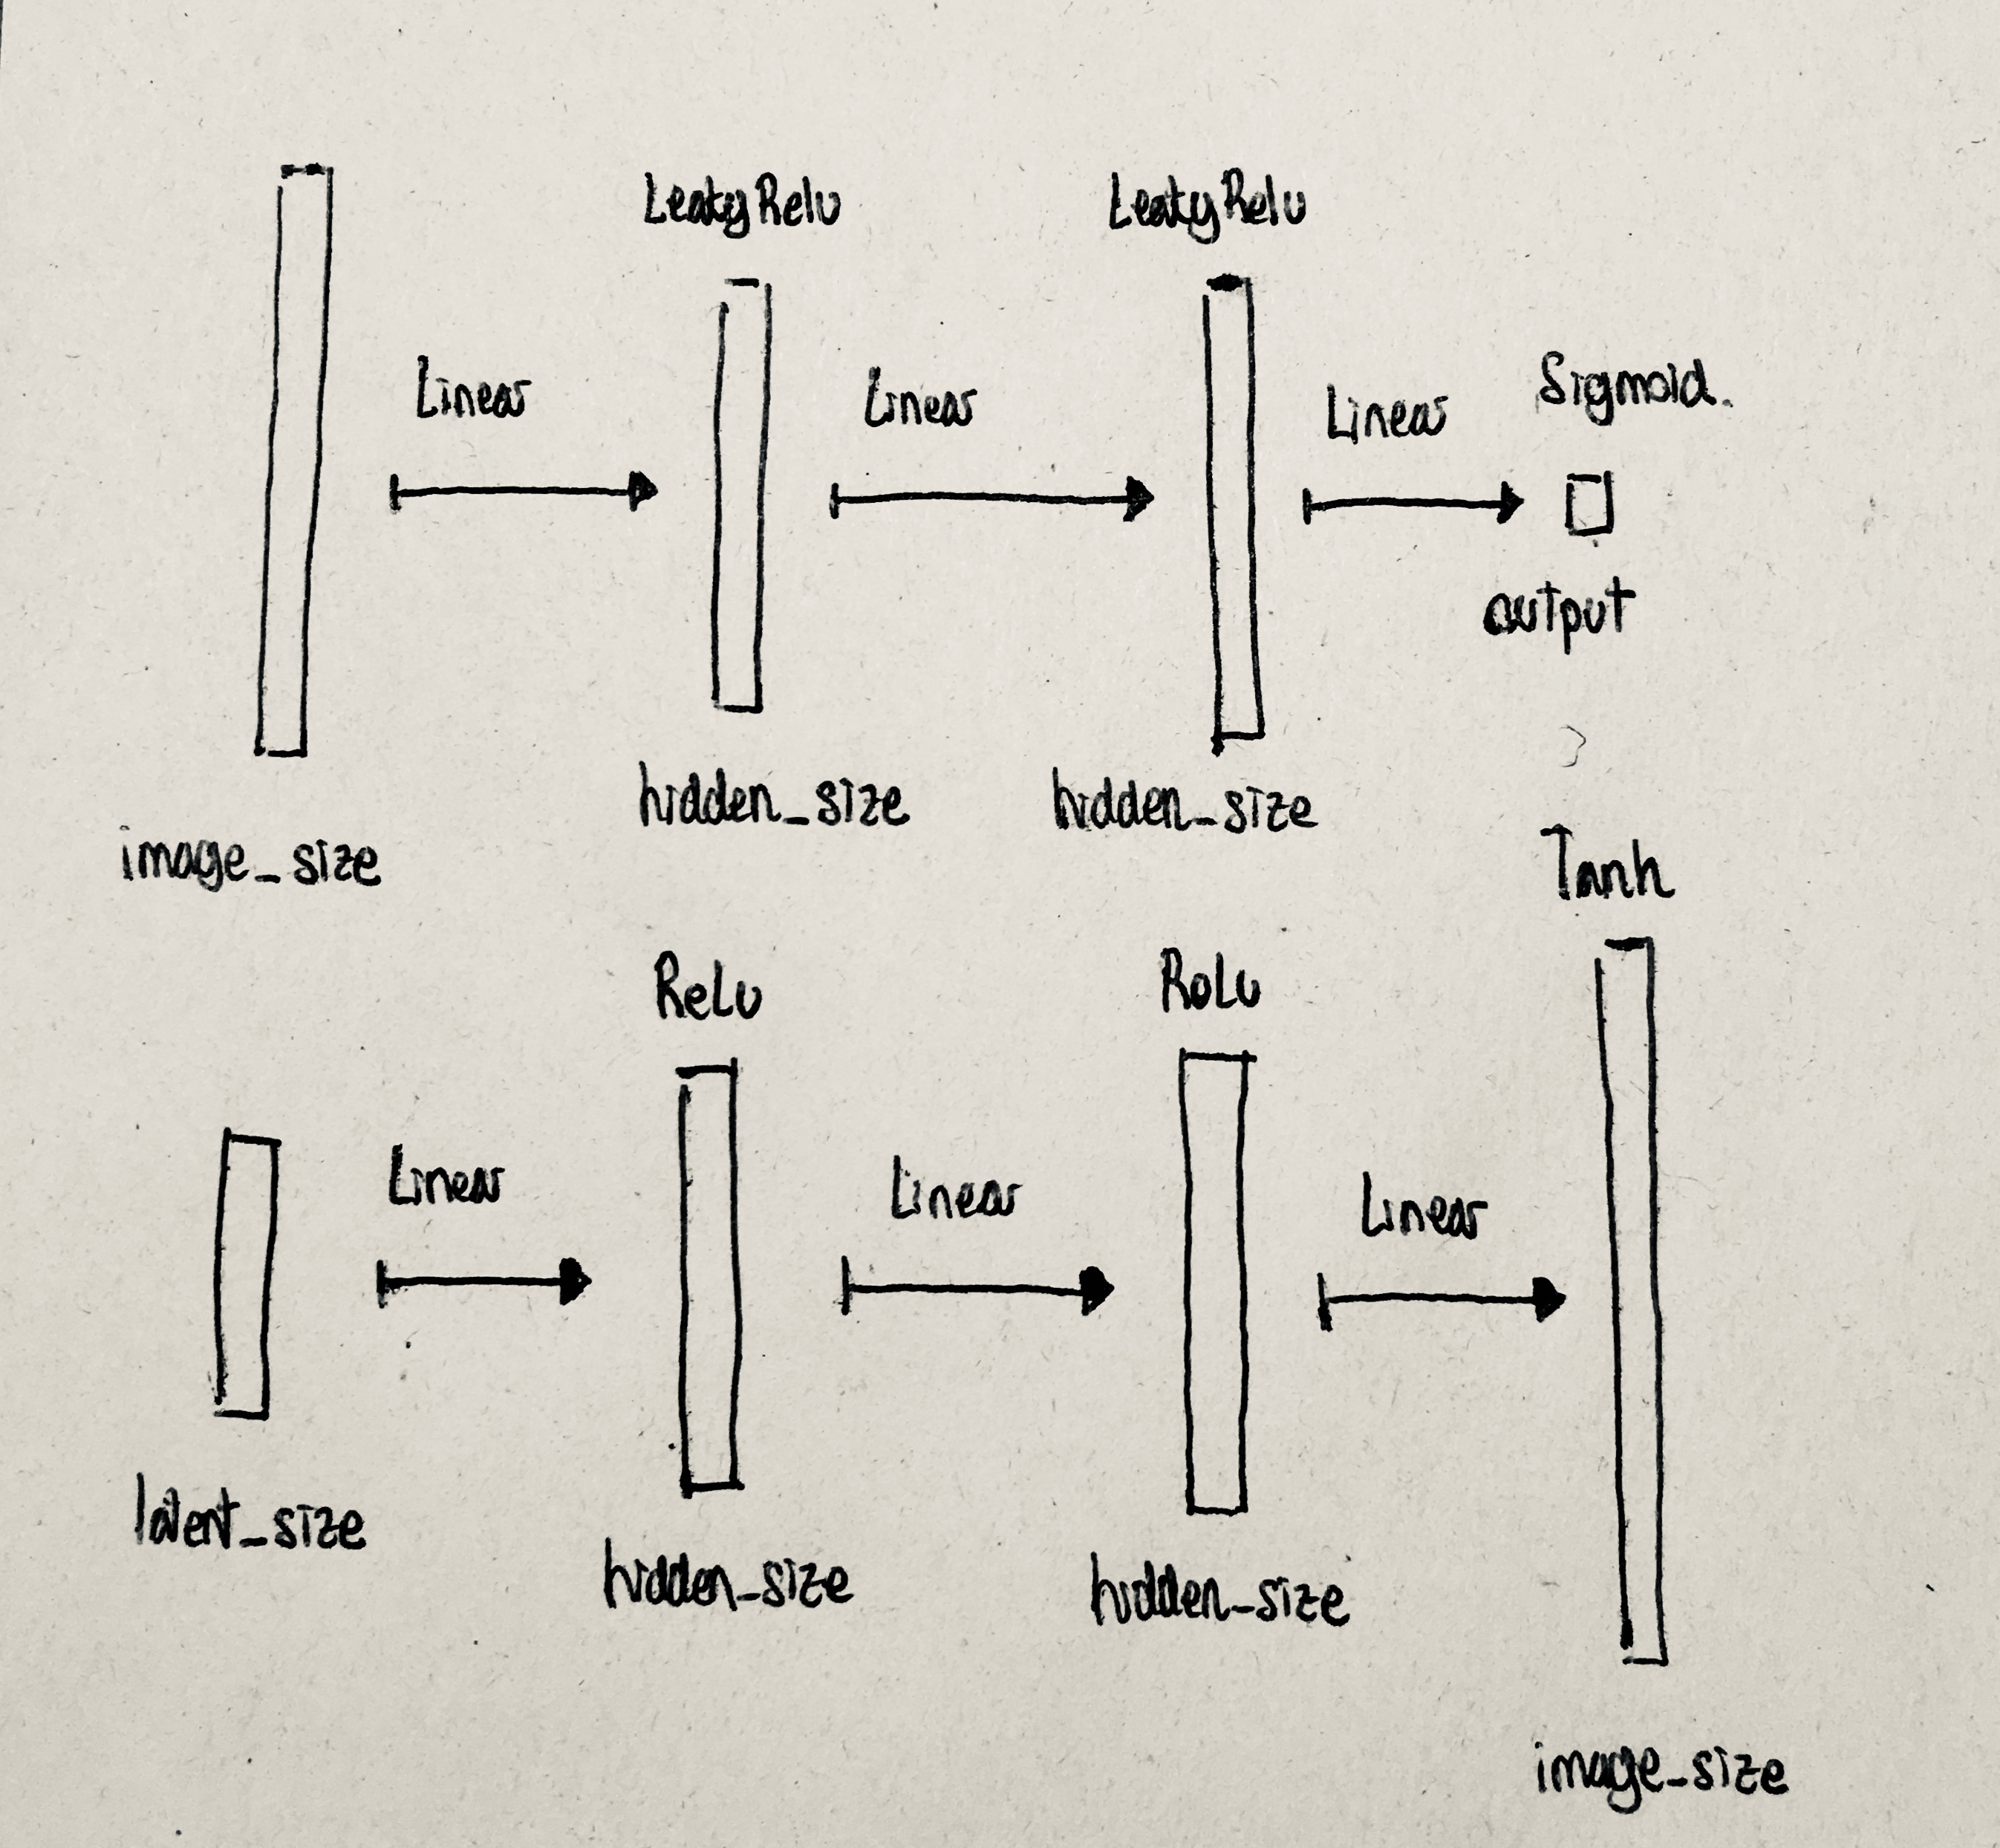 LeakyRelu
LeakyRelu
Linear
Linear
Linear
Sigmoid.
output
hidden_size
hidden_size
image_size
Tanh
ReLu
ReLu
Linear
Linear
Linear
latent_size
hidden_size
hidden_size
image_size